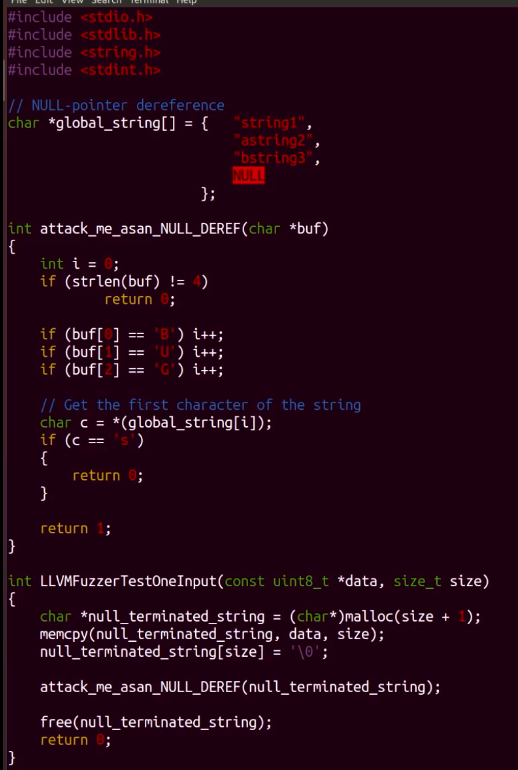 File Edit View Search Terminal Help
#include <stdio.h>
#include <stdlib.h>
#include <string.h>
#include <stdint.h>

// NULL-pointer dereference
char *global_string[] = {   "string1",
                            "astring2",
                            "bstring3",
                            NULL
                        };

int attack_me_asan_NULL_DEREF(char *buf)
{
    int i = 0;
    if (strlen(buf) != 4)
            return 0;

    if (buf[0] == 'B') i++;
    if (buf[1] == 'U') i++;
    if (buf[2] == 'G') i++;

    // Get the first character of the string
    char c = *(global_string[i]);
    if (c == 's')
    {
        return 0;
    }

    return 1;
}

int LLVMFuzzerTestOneInput(const uint8_t *data, size_t size)
{
    char *null_terminated_string = (char*)malloc(size + 1);
    memcpy(null_terminated_string, data, size);
    null_terminated_string[size] = '\0';

    attack_me_asan_NULL_DEREF(null_terminated_string);

    free(null_terminated_string);
    return 0;
}